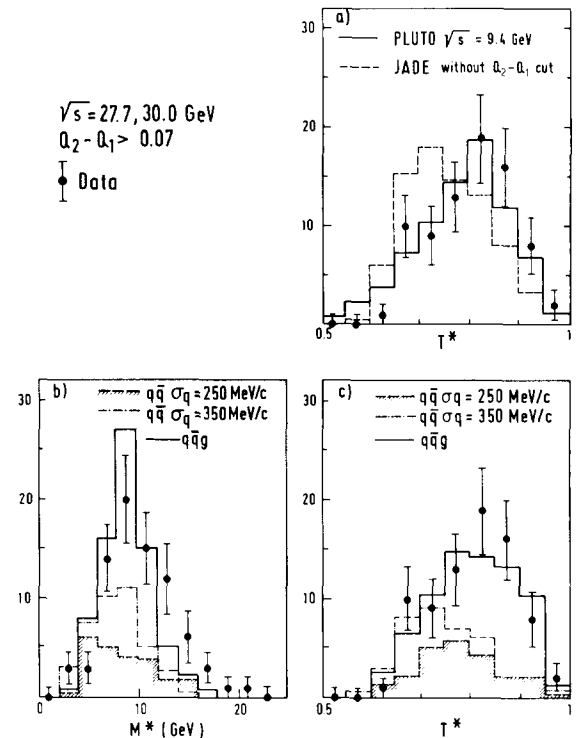 a)
PLUTO √s = 9.4 GeV
JADE without Q₂-Q₁ cut
√s = 27.7, 30.0 GeV
Q₂ - Q₁ > 0.07
Data
30
20
10
0.5
1
T*
b)
qq̄ σq = 250 MeV/c
qq̄ σq = 350 MeV/c
qq̄g
30
20
10
0
0
10
20
M* (GeV)
c)
qq̄ σq = 250 MeV/c
qq̄ σq = 350 MeV/c
qq̄g
30
20
10
0.5
1
T*